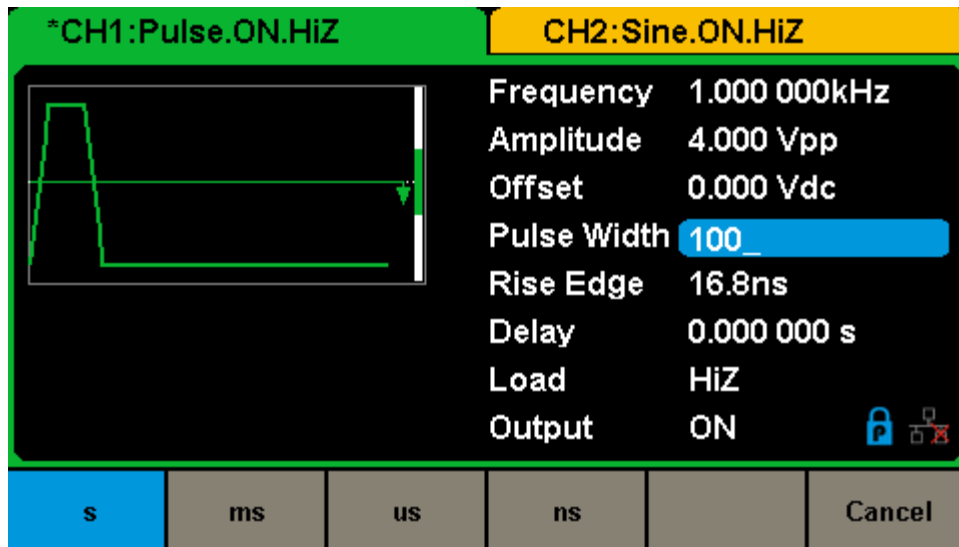 *CH1:Pulse.ON.HiZ
CH2:Sine.ON.HiZ
Frequency 1.000 000kHz
Amplitude 4.000 Vpp
Offset 0.000 Vdc
Pulse Width 100_
Rise Edge 16.8ns
Delay 0.000 000 s
Load HiZ
Output ON
P
s ms us ns Cancel